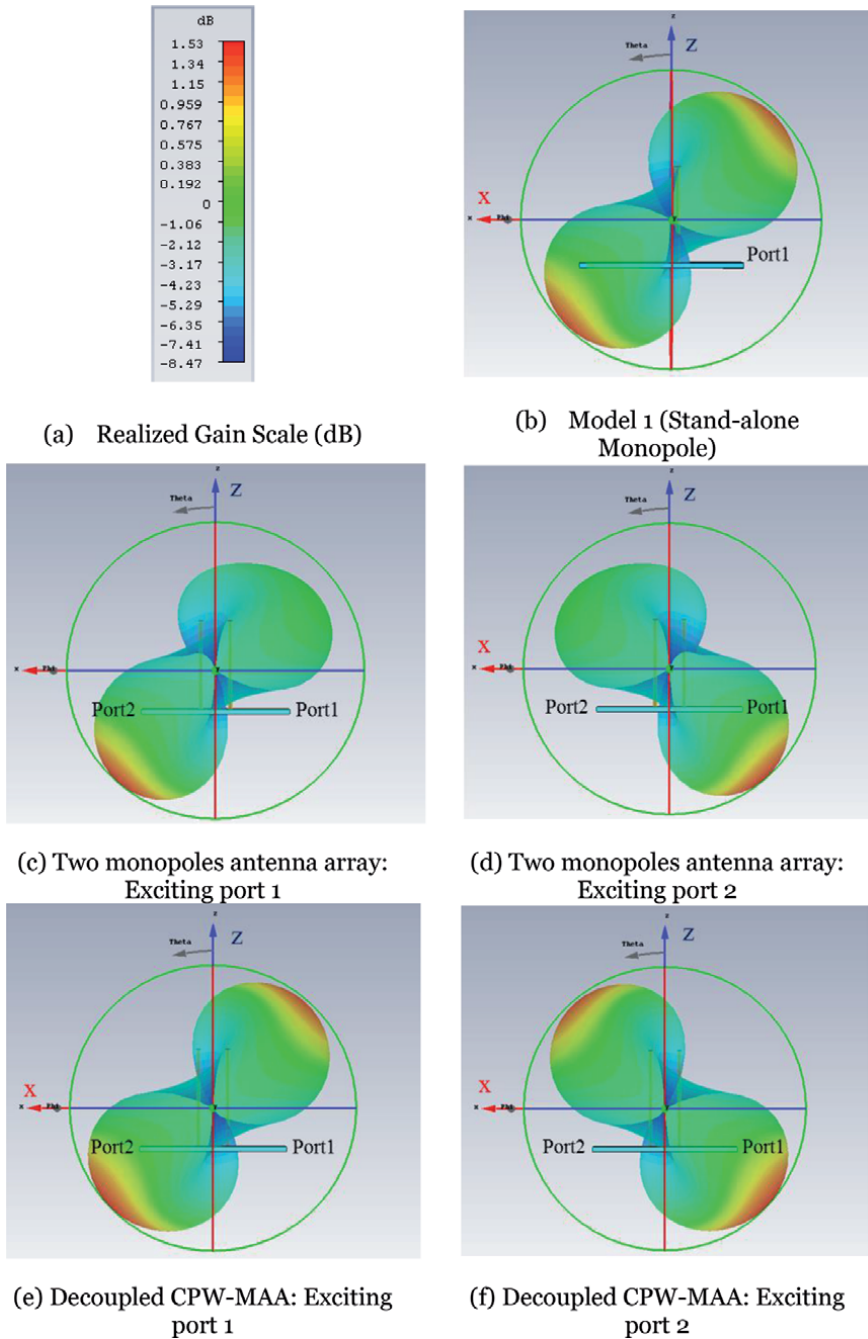 dB
1.53
1.34
1.15
0.959
0.767
0.575
0.383
0.192
0
-1.06
-2.12
-3.17
-4.23
-5.29
-6.35
-7.41
-8.47
(a) Realized Gain Scale (dB)
z
Theta
Z
X
x
Port1
(b) Model 1 (Stand-alone
Monopole)
z
Theta
Z
x
Port2
Port1
(c) Two monopoles antenna array:
Exciting port 1
z
Theta
Z
X
x
Port2
Port1
(d) Two monopoles antenna array:
Exciting port 2
z
Theta
Z
X
x
Port2
Port1
(e) Decoupled CPW-MAA: Exciting
port 1
z
Theta
Z
X
x
Port2
Port1
(f) Decoupled CPW-MAA: Exciting
port 2